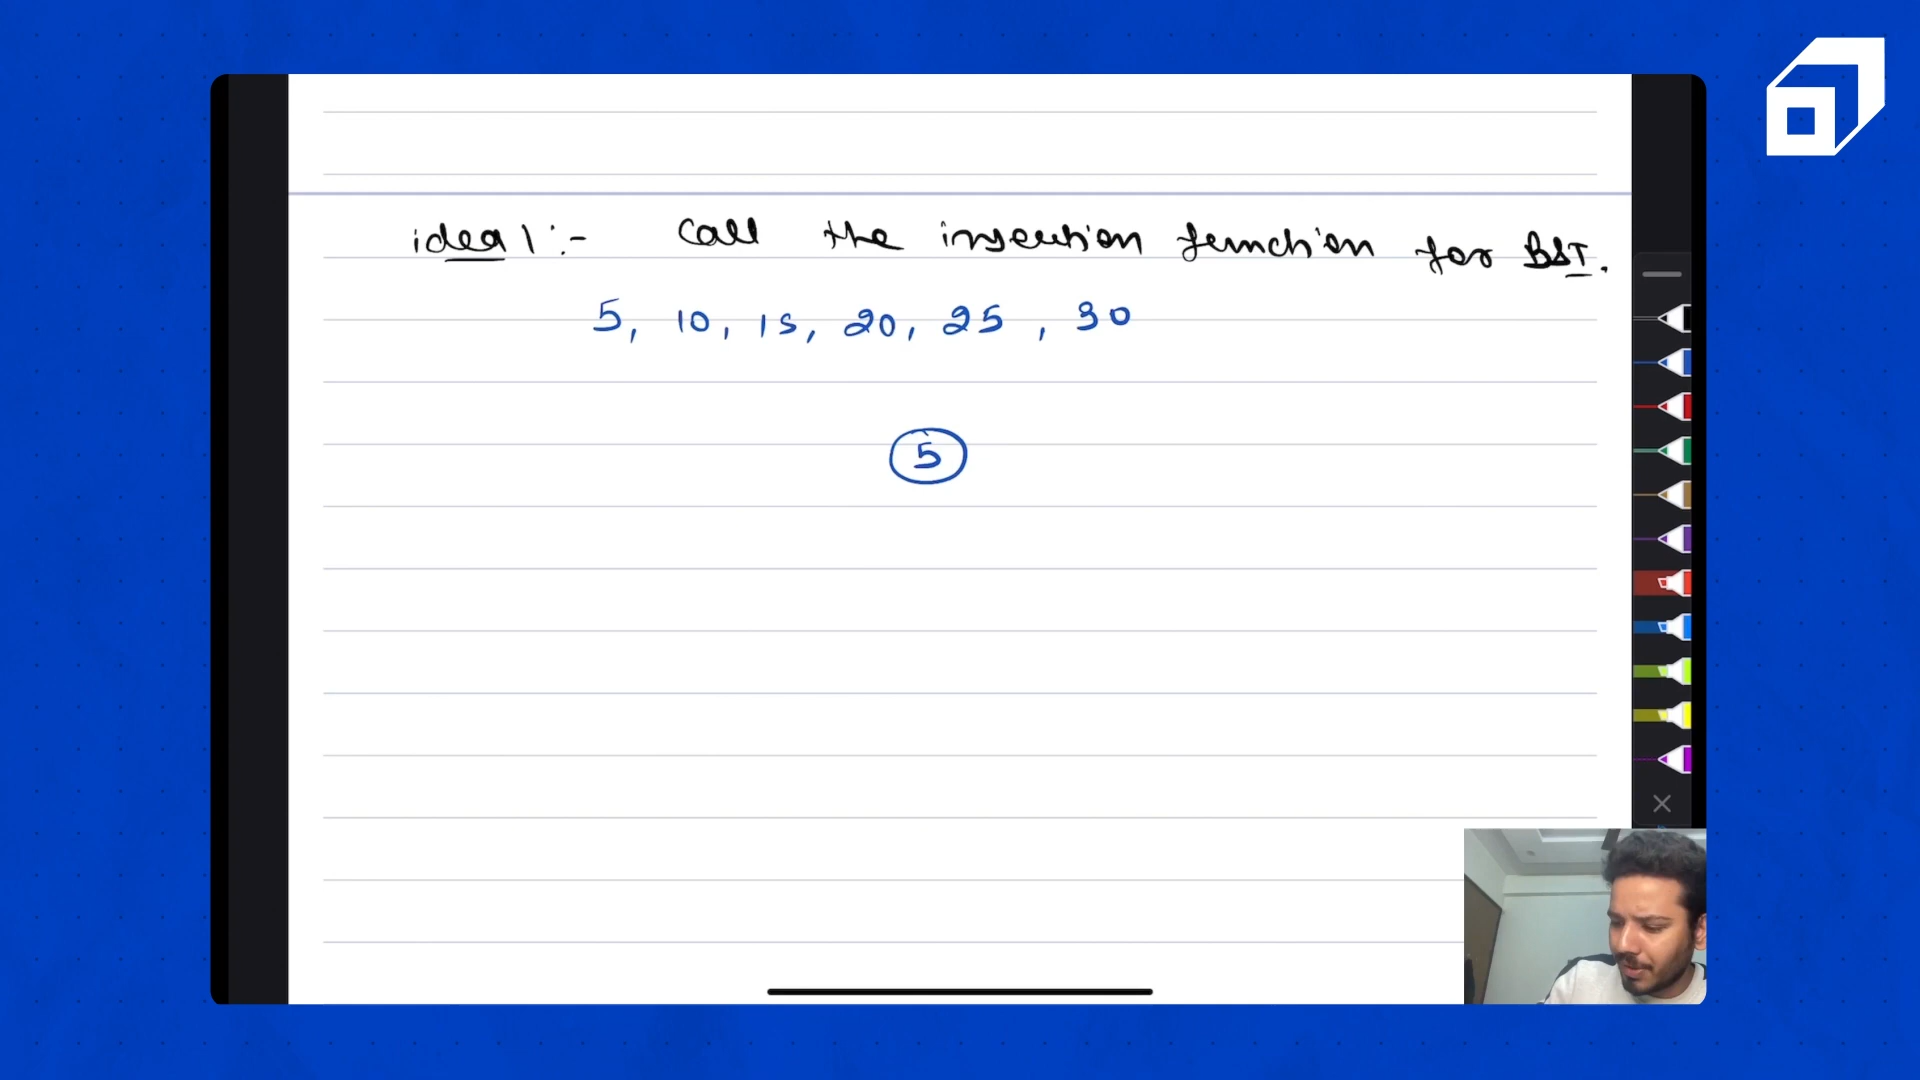 idea 1:- Call the insertion function for BST.
5, 10, 15, 20, 25, 30
5